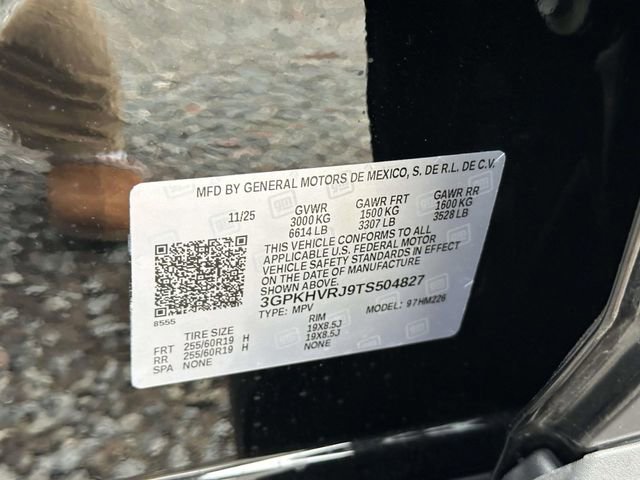 MFD BY GENERAL MOTORS DE MEXICO, S. DE R.L. DE C.V.
11/25 GVWR GAWR FRT GAWR RR
3000 KG 1500 KG 1600 KG
6614 LB 3307 LB 3528 LB
THIS VEHICLE CONFORMS TO ALL
APPLICABLE U.S. FEDERAL MOTOR
VEHICLE SAFETY STANDARDS IN EFFECT
ON THE DATE OF MANUFACTURE
SHOWN ABOVE.
3GPKHVRJ9TS504827
TYPE: MPV MODEL: 97HM226
8555
TIRE SIZE RIM
FRT 255/60R19 H 19X8.5J
RR 255/60R19 H 19X8.5J
SPA NONE NONE